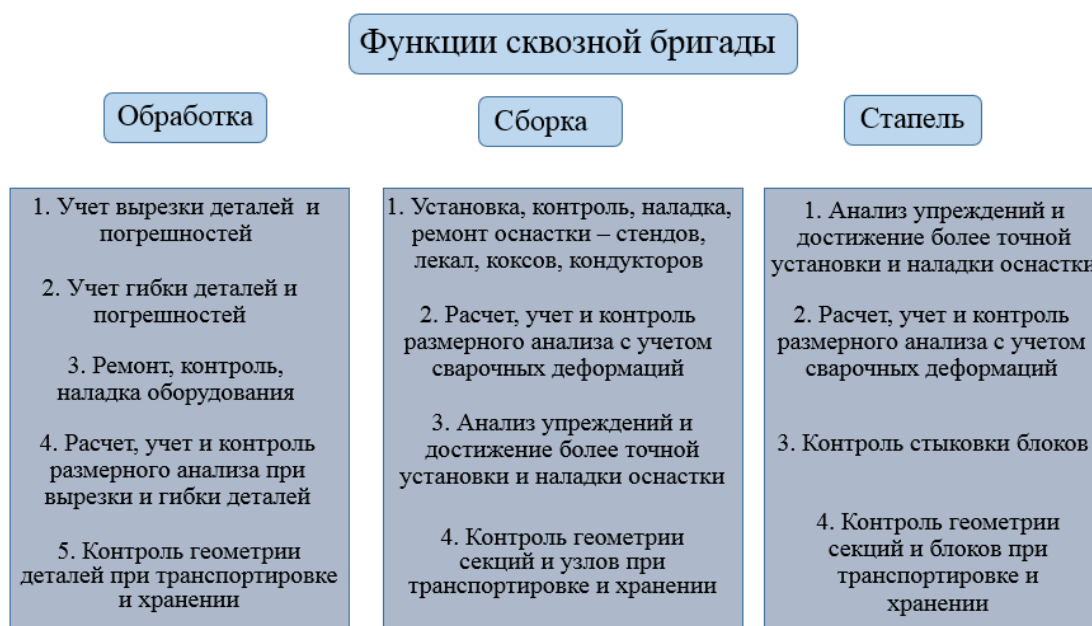 Функции сквозной бригады
Обработка
1. Учет вырезки деталей и
погрешностей
2. Учет гибки деталей и
погрешностей
3. Ремонт, контроль,
наладка оборудования
4. Расчет, учет и контроль
размерного анализа при
вырезки и гибки деталей
5. Контроль геометрии
деталей при транспортировке
и хранении
Сборка
1. Установка, контроль, наладка,
ремонт оснастки – стендов,
лекал, коксов, кондукторов
2. Расчет, учет и контроль
размерного анализа с учетом
сварочных деформаций
3. Анализ упреждений и
достижение более точной
установки и наладки оснастки
4. Контроль геометрии
секций и узлов при
транспортировке и хранении
Стапель
1. Анализ упреждений и
достижение более точной
установки и наладки оснастки
2. Расчет, учет и контроль
размерного анализа с учетом
сварочных деформаций
3. Контроль стыковки блоков
4. Контроль геометрии
секций и блоков при
транспортировке и
хранении